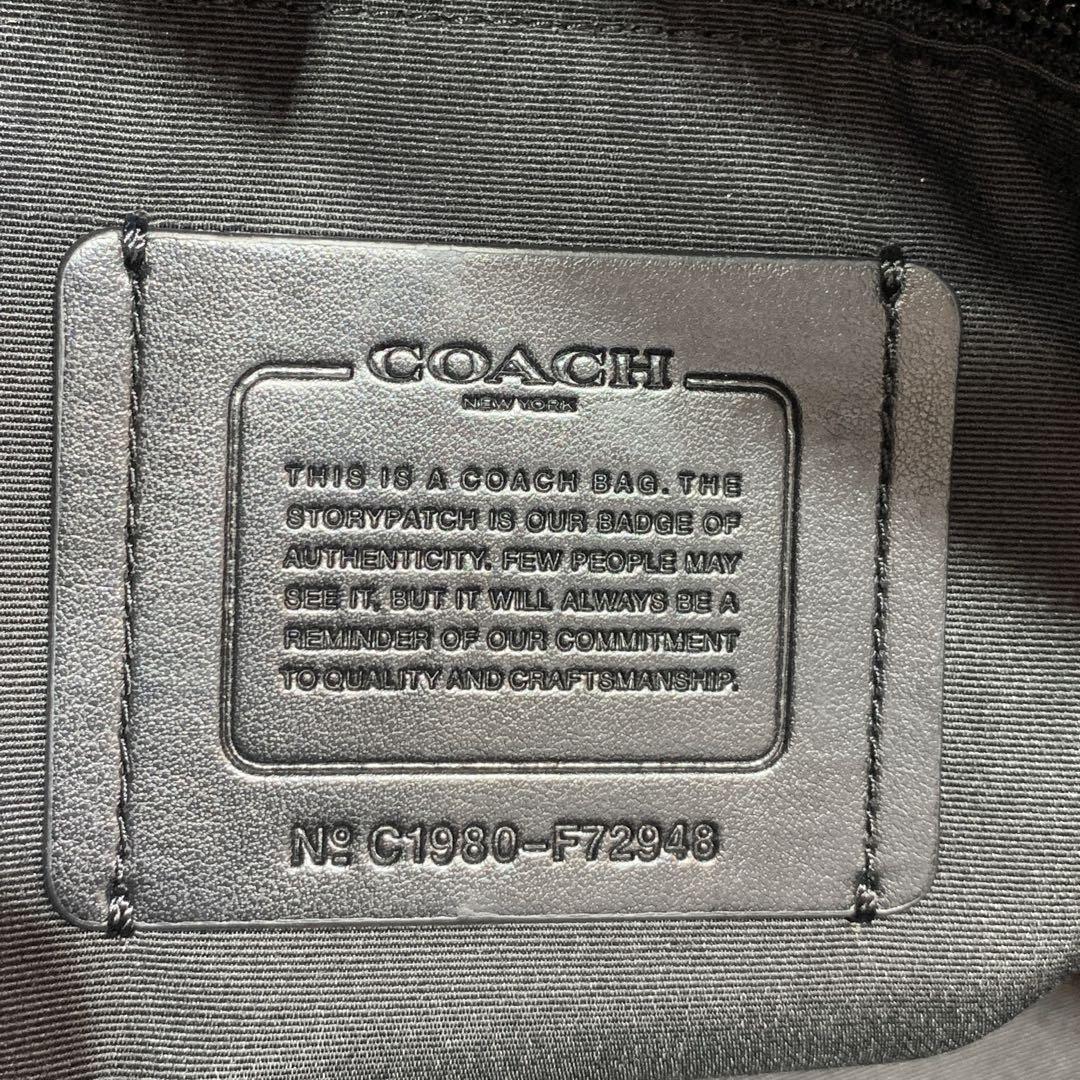 COACH
NEW YORK
THIS IS A COACH BAG. THE
STORYPATCH IS OUR BADGE OF
AUTHENTICITY. FEW PEOPLE MAY
SEE IT, BUT IT WILL ALWAYS BE A
REMINDER OF OUR COMMITMENT
TO QUALITY AND CRAFTSMANSHIP.
Nº C1980-F72948